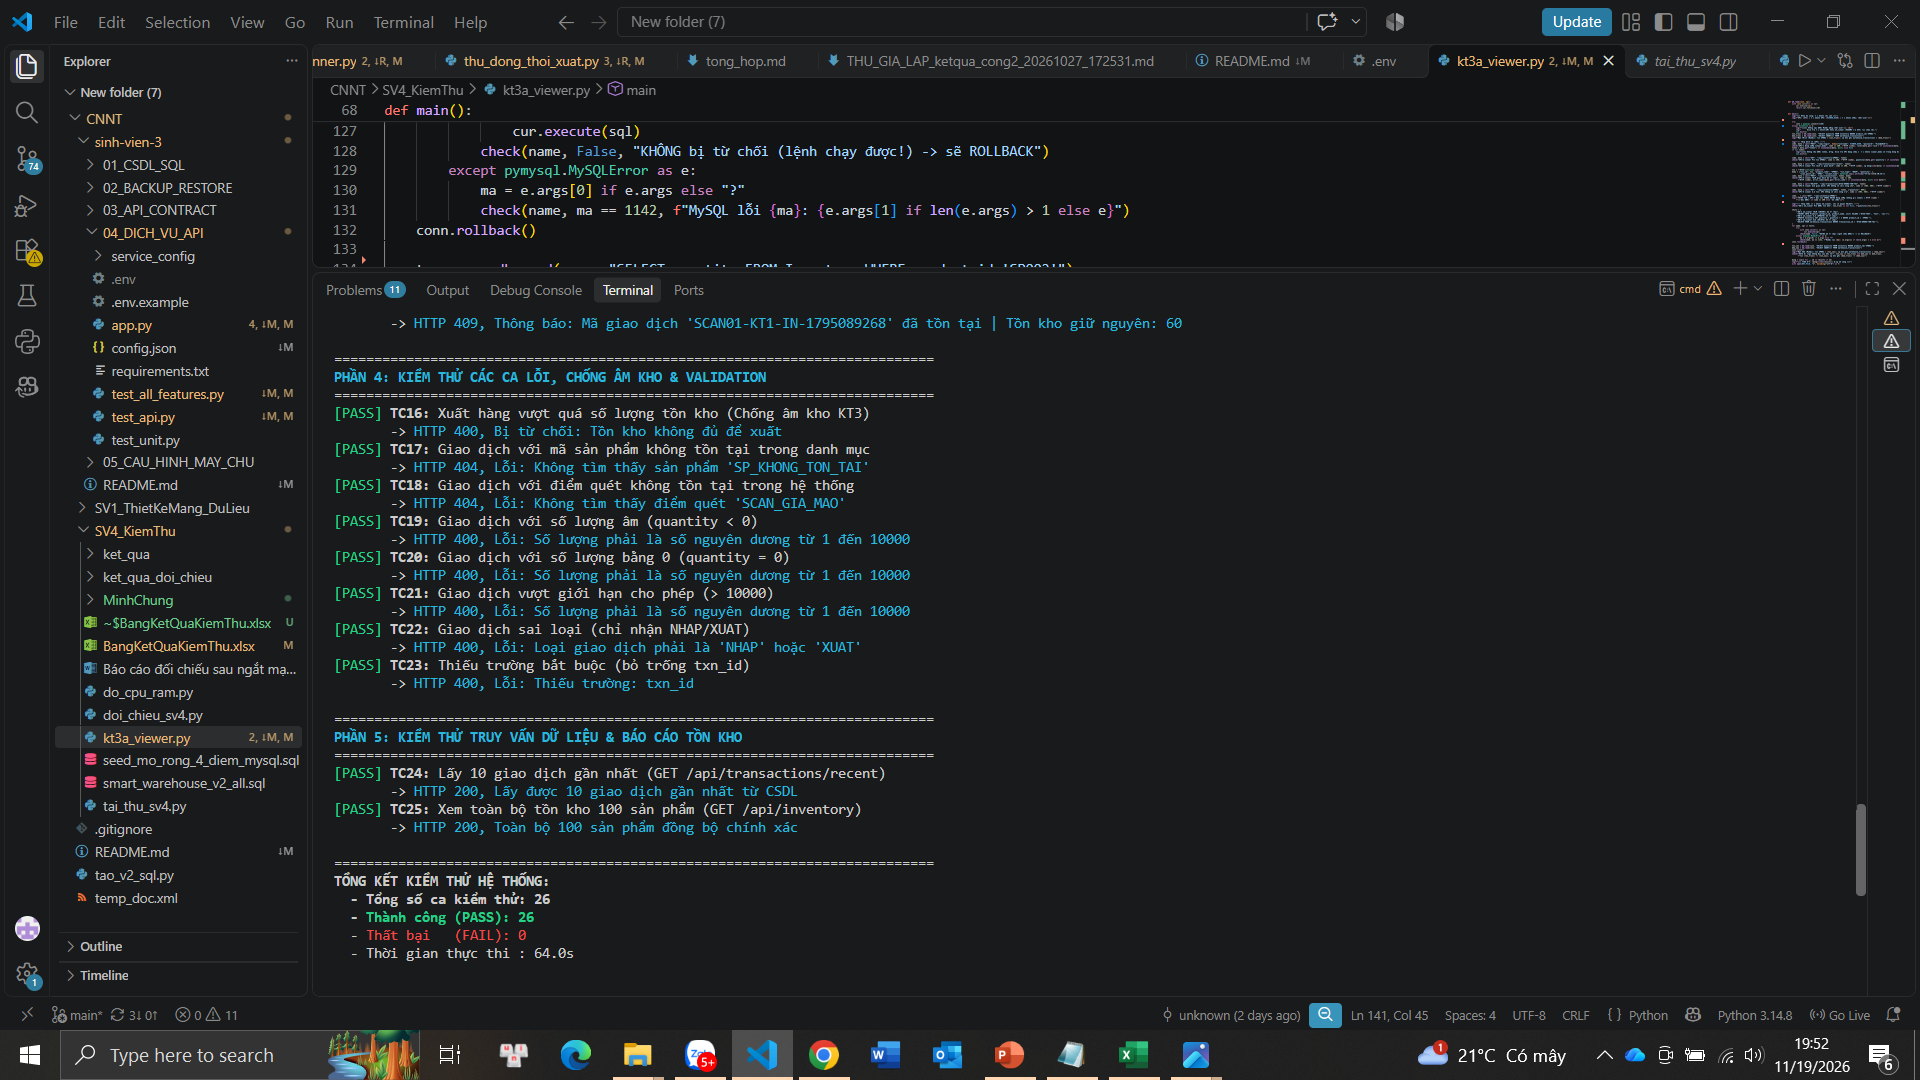 File Edit Selection View Go Run Terminal Help
New folder (7)
Update
Explorer
New folder (7)
CNNT
sinh-vien-3
01_CSDL_SQL
02_BACKUP_RESTORE
03_API_CONTRACT
04_DICH_VU_API
service_config
.env
.env.example
app.py 4, ↓M, M
config.json ↓M
requirements.txt
test_all_features.py ↓M, M
test_api.py ↓M, M
test_unit.py
05_CAU_HINH_MAY_CHU
README.md ↓M
SV1_ThietKeMang_DuLieu
SV4_KiemThu
ket_qua
ket_qua_doi_chieu
MinhChung
~$BangKetQuaKiemThu.xlsx U
BangKetQuaKiemThu.xlsx M
Báo cáo đối chiếu sau ngắt mạ...
do_cpu_ram.py
doi_chieu_sv4.py
kt3a_viewer.py 2, ↓M, M
seed_mo_rong_4_diem_mysql.sql
smart_warehouse_v2_all.sql
tai_thu_sv4.py
.gitignore
README.md ↓M
tao_v2_sql.py
temp_doc.xml
Outline
Timeline
74
1
nner.py 2, ↓R, M thu_dong_thoi_xuat.py 3, ↓R, M tong_hop.md THU_GIA_LAP_ketqua_cong2_20261027_172531.md README.md ↓M .env kt3a_viewer.py 2, ↓M, M tai_thu_sv4.py
CNNT > SV4_KiemThu > kt3a_viewer.py > main
68 def main():
127 cur.execute(sql)
128 check(name, False, "KHÔNG bị từ chối (lệnh chạy được!) -> sẽ ROLLBACK")
129 except pymysql.MySQLError as e:
130 ma = e.args[0] if e.args else "?"
131 check(name, ma == 1142, f"MySQL lỗi {ma}: {e.args[1] if len(e.args) > 1 else e}")
132 conn.rollback()
133
Problems 11 Output Debug Console Terminal Ports
cmd
-> HTTP 409, Thông báo: Mã giao dịch 'SCAN01-KT1-IN-1795089268' đã tồn tại | Tồn kho giữ nguyên: 60
===========================================================================
PHẦN 4: KIỂM THỬ CÁC CA LỖI, CHỐNG ÂM KHO & VALIDATION
===========================================================================
[PASS] TC16: Xuất hàng vượt quá số lượng tồn kho (Chống âm kho KT3)
-> HTTP 400, Bị từ chối: Tồn kho không đủ để xuất
[PASS] TC17: Giao dịch với mã sản phẩm không tồn tại trong danh mục
-> HTTP 404, Lỗi: Không tìm thấy sản phẩm 'SP_KHONG_TON_TAI'
[PASS] TC18: Giao dịch với điểm quét không tồn tại trong hệ thống
-> HTTP 404, Lỗi: Không tìm thấy điểm quét 'SCAN_GIA_MAO'
[PASS] TC19: Giao dịch với số lượng âm (quantity < 0)
-> HTTP 400, Lỗi: Số lượng phải là số nguyên dương từ 1 đến 10000
[PASS] TC20: Giao dịch với số lượng bằng 0 (quantity = 0)
-> HTTP 400, Lỗi: Số lượng phải là số nguyên dương từ 1 đến 10000
[PASS] TC21: Giao dịch vượt giới hạn cho phép (> 10000)
-> HTTP 400, Lỗi: Số lượng phải là số nguyên dương từ 1 đến 10000
[PASS] TC22: Giao dịch sai loại (chỉ nhận NHAP/XUAT)
-> HTTP 400, Lỗi: Loại giao dịch phải là 'NHAP' hoặc 'XUAT'
[PASS] TC23: Thiếu trường bắt buộc (bỏ trống txn_id)
-> HTTP 400, Lỗi: Thiếu trường: txn_id
===========================================================================
PHẦN 5: KIỂM THỬ TRUY VẤN DỮ LIỆU & BÁO CÁO TỒN KHO
===========================================================================
[PASS] TC24: Lấy 10 giao dịch gần nhất (GET /api/transactions/recent)
-> HTTP 200, Lấy được 10 giao dịch gần nhất từ CSDL
[PASS] TC25: Xem toàn bộ tồn kho 100 sản phẩm (GET /api/inventory)
-> HTTP 200, Toàn bộ 100 sản phẩm đồng bộ chính xác
===========================================================================
TỔNG KẾT KIỂM THỬ HỆ THỐNG:
- Tổng số ca kiểm thử: 26
- Thành công (PASS): 26
- Thất bại (FAIL): 0
- Thời gian thực thi : 64.0s
main* 3↓ 0↑ 0 11 unknown (2 days ago) Ln 141, Col 45 Spaces: 4 UTF-8 CRLF { } Python Python 3.14.8 Go Live
Type here to search
5+
1
21°C Có mây
19:52
11/19/2026
6